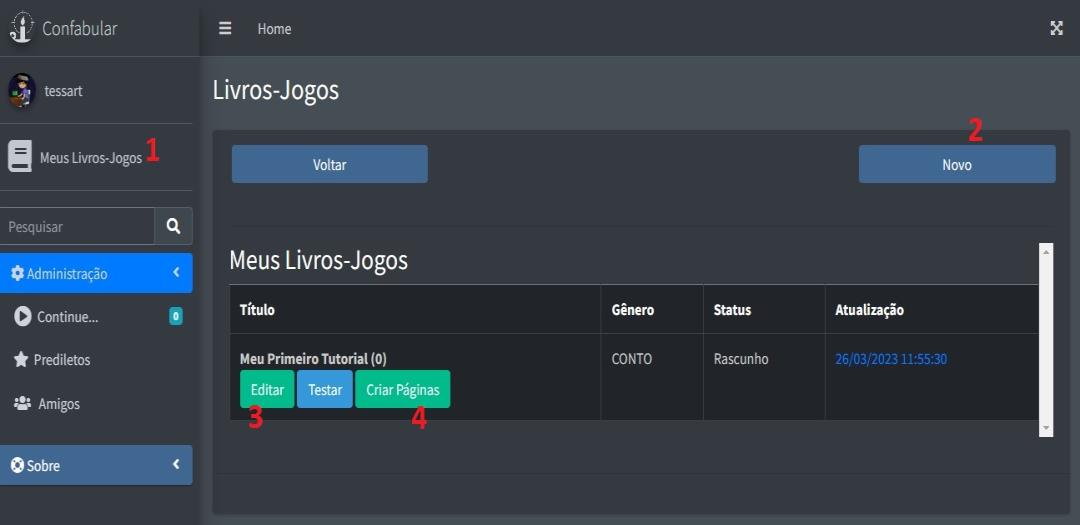 Confabular
Home
tessart
Livros-Jogos
Meus Livros-Jogos 1
2
Voltar
Novo
Pesquisar
Administração
Continue... 0
Prediletos
Amigos
Sobre
Meus Livros-Jogos
Título Gênero Status Atualização
Meu Primeiro Tutorial (0) CONTO Rascunho 26/03/2023 11:55:30
Editar Testar Criar Páginas
3 4